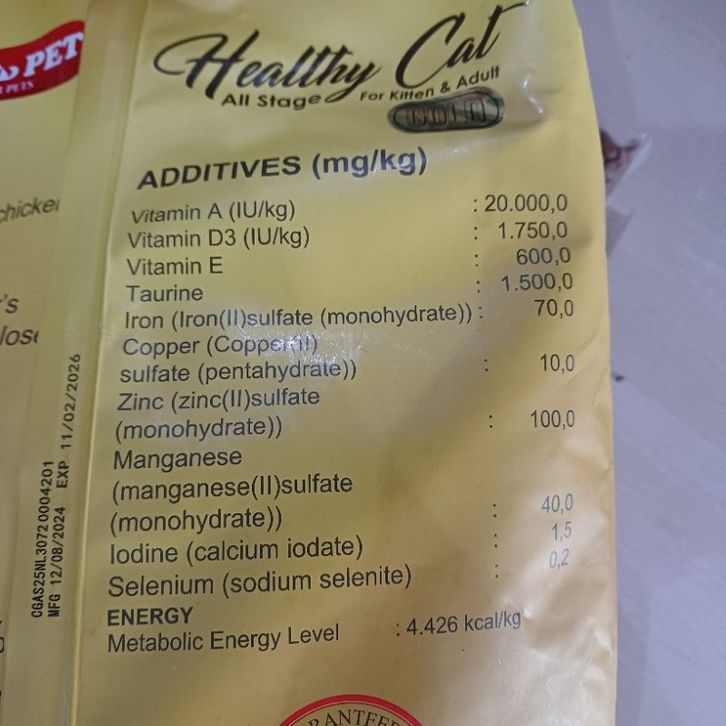 PET
PETS
Healthy Cat
All Stage For Kitten & Adult
GOLD
ADDITIVES (mg/kg)
Vitamin A (IU/kg) : 20.000,0
Vitamin D3 (IU/kg) : 1.750,0
Vitamin E : 600,0
Taurine : 1.500,0
Iron (Iron(II)sulfate (monohydrate)) : 70,0
Copper (Copper(II)
sulfate (pentahydrate)) : 10,0
Zinc (zinc(II)sulfate
(monohydrate)) : 100,0
Manganese
(manganese(II)sulfate
(monohydrate)) : 40,0
Iodine (calcium iodate) : 1,5
Selenium (sodium selenite) : 0,2
ENERGY
Metabolic Energy Level : 4.426 kcal/kg
CGAS25NL30720004201
MFG 12/08/2024 EXP 11/02/2026